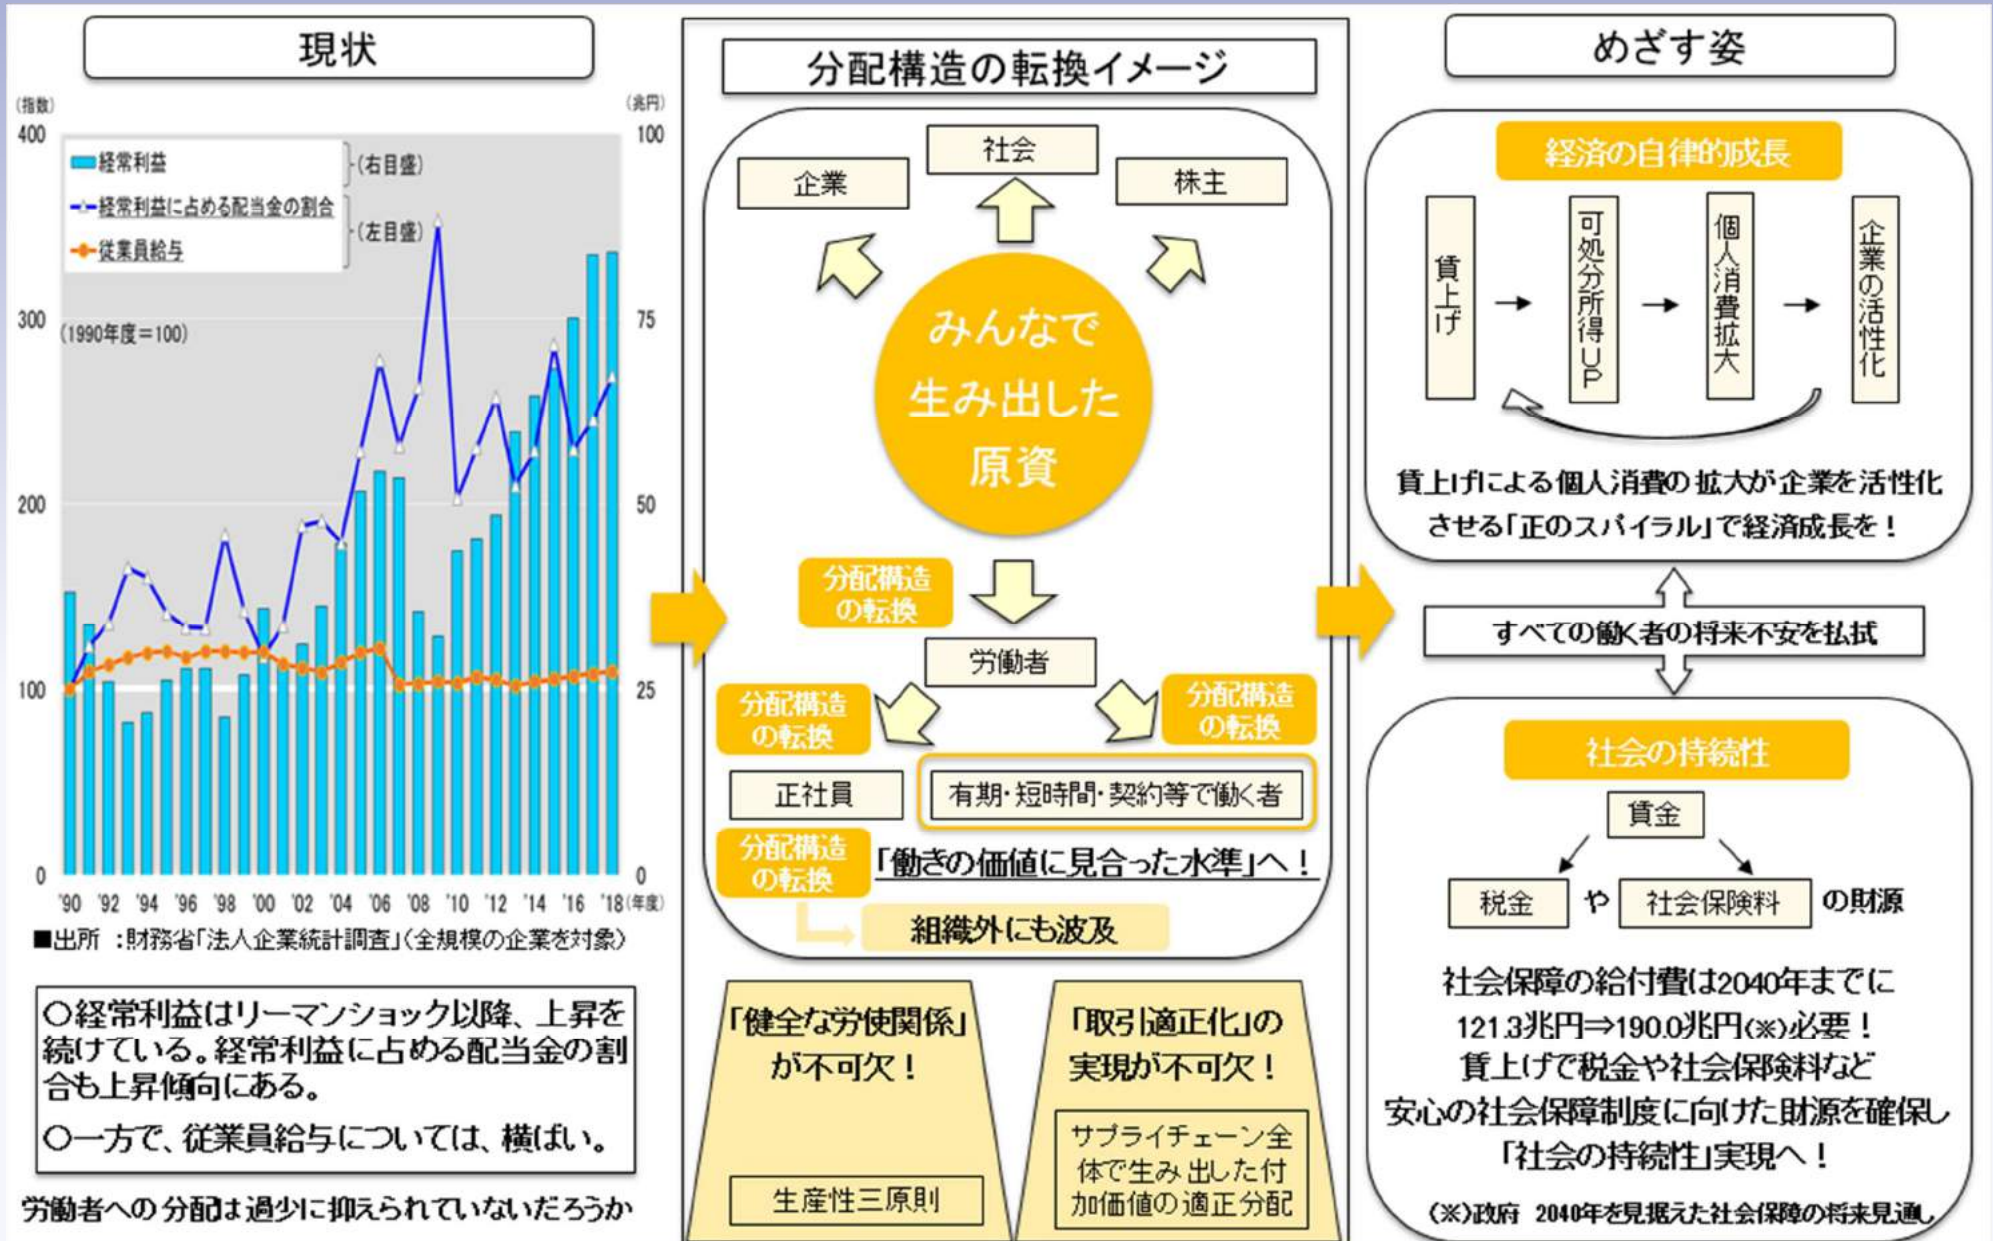 現状
(指数)
(兆円)
400
300
200
100
0
100
75
50
25
0
経常利益
(右目盛)
経常利益に占める配当金の割合
従業員給与
(左目盛)
(1990年度=100)
'90 '92 '94 '96 '98 '00 '02 '04 '06 '08 '10 '12 '14 '16 '18(年度)
■出所 :財務省「法人企業統計調査」(全規模の企業を対象)
○経常利益はリーマンショック以降、上昇を
続けている。経常利益に占める配当金の割
合も上昇傾向にある。
○一方で、従業員給与については、横ばい。
労働者への分配は過少に抑えられていないだろうか
分配構造の転換イメージ
社会
企業
株主
みんなで
生み出した
原資
分配構造
の転換
労働者
分配構造
の転換
分配構造
の転換
正社員
有期・短時間・契約等で働く者
分配構造
の転換
「働きの価値に見合った水準」へ!
組織外にも波及
「健全な労使関係」
が不可欠!
生産性三原則
「取引適正化」の
実現が不可欠!
サプライチェーン全
体で生み出した付
加価値の適正分配
めざす姿
経済の自律的成長
賃上げ
可処分所得UP
個人消費拡大
企業の活性化
賃上げによる個人消費の拡大が企業を活性化
させる「正のスパイラル」で経済成長を!
すべての働く者の将来不安を払拭
社会の持続性
賃金
税金
や
社会保険料
の財源
社会保障の給付費は2040年までに
121.3兆円⇒190.0兆円(※)必要!
賃上げで税金や社会保険料など
安心の社会保障制度に向けた財源を確保し
「社会の持続性」実現へ!
(※)政府 2040年を見据えた社会保障の将来見通し